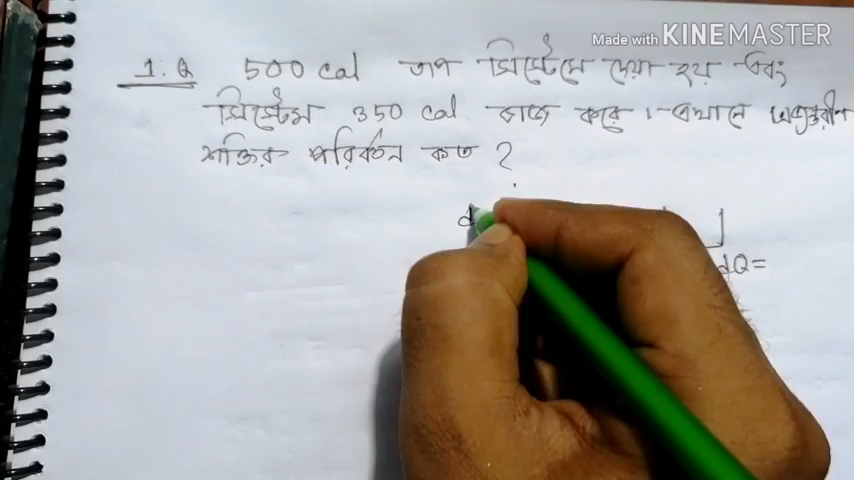 Made with KINEMASTER
1. Q 500 cal তাপ সিস্টেমে দেয়া হয় এবং
সিস্টেম 350 cal কাজ করে। এখানে অভ্যন্তরীণ
শক্তির পরিবর্তন কত ?
d
dQ=